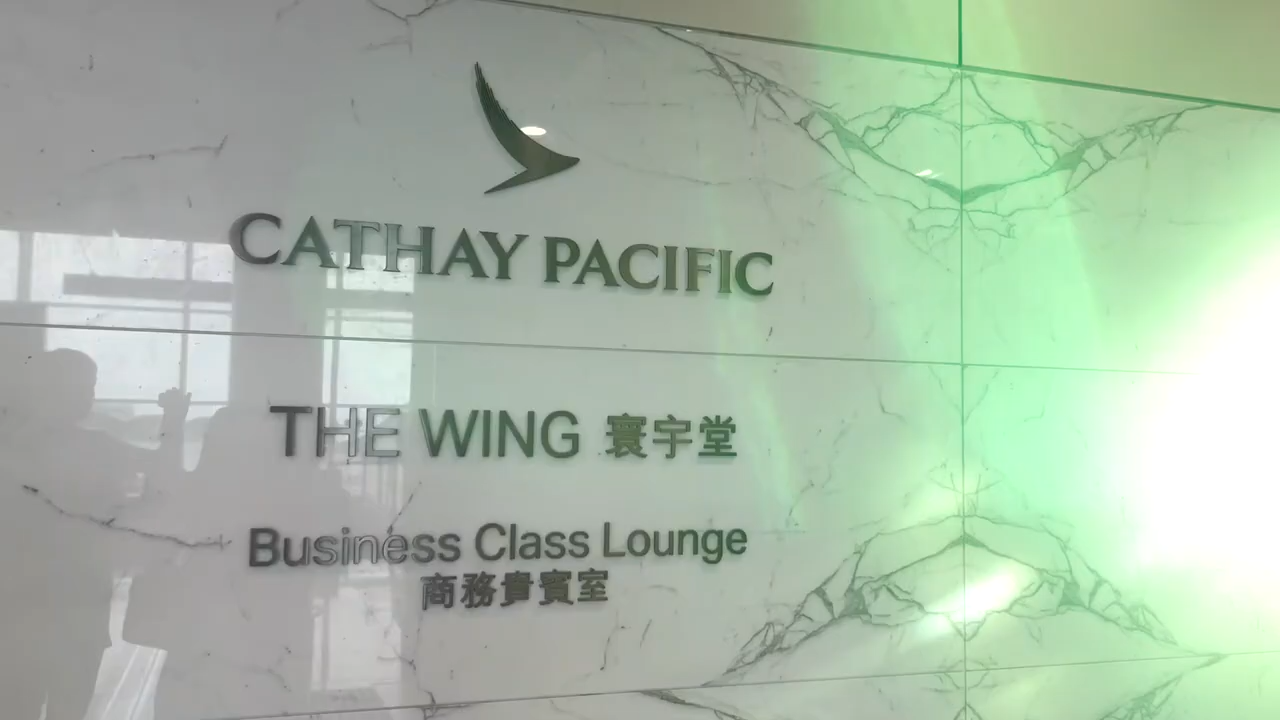 CATHAY PACIFIC
THE WING 寰宇堂
Business Class Lounge
商務貴賓室